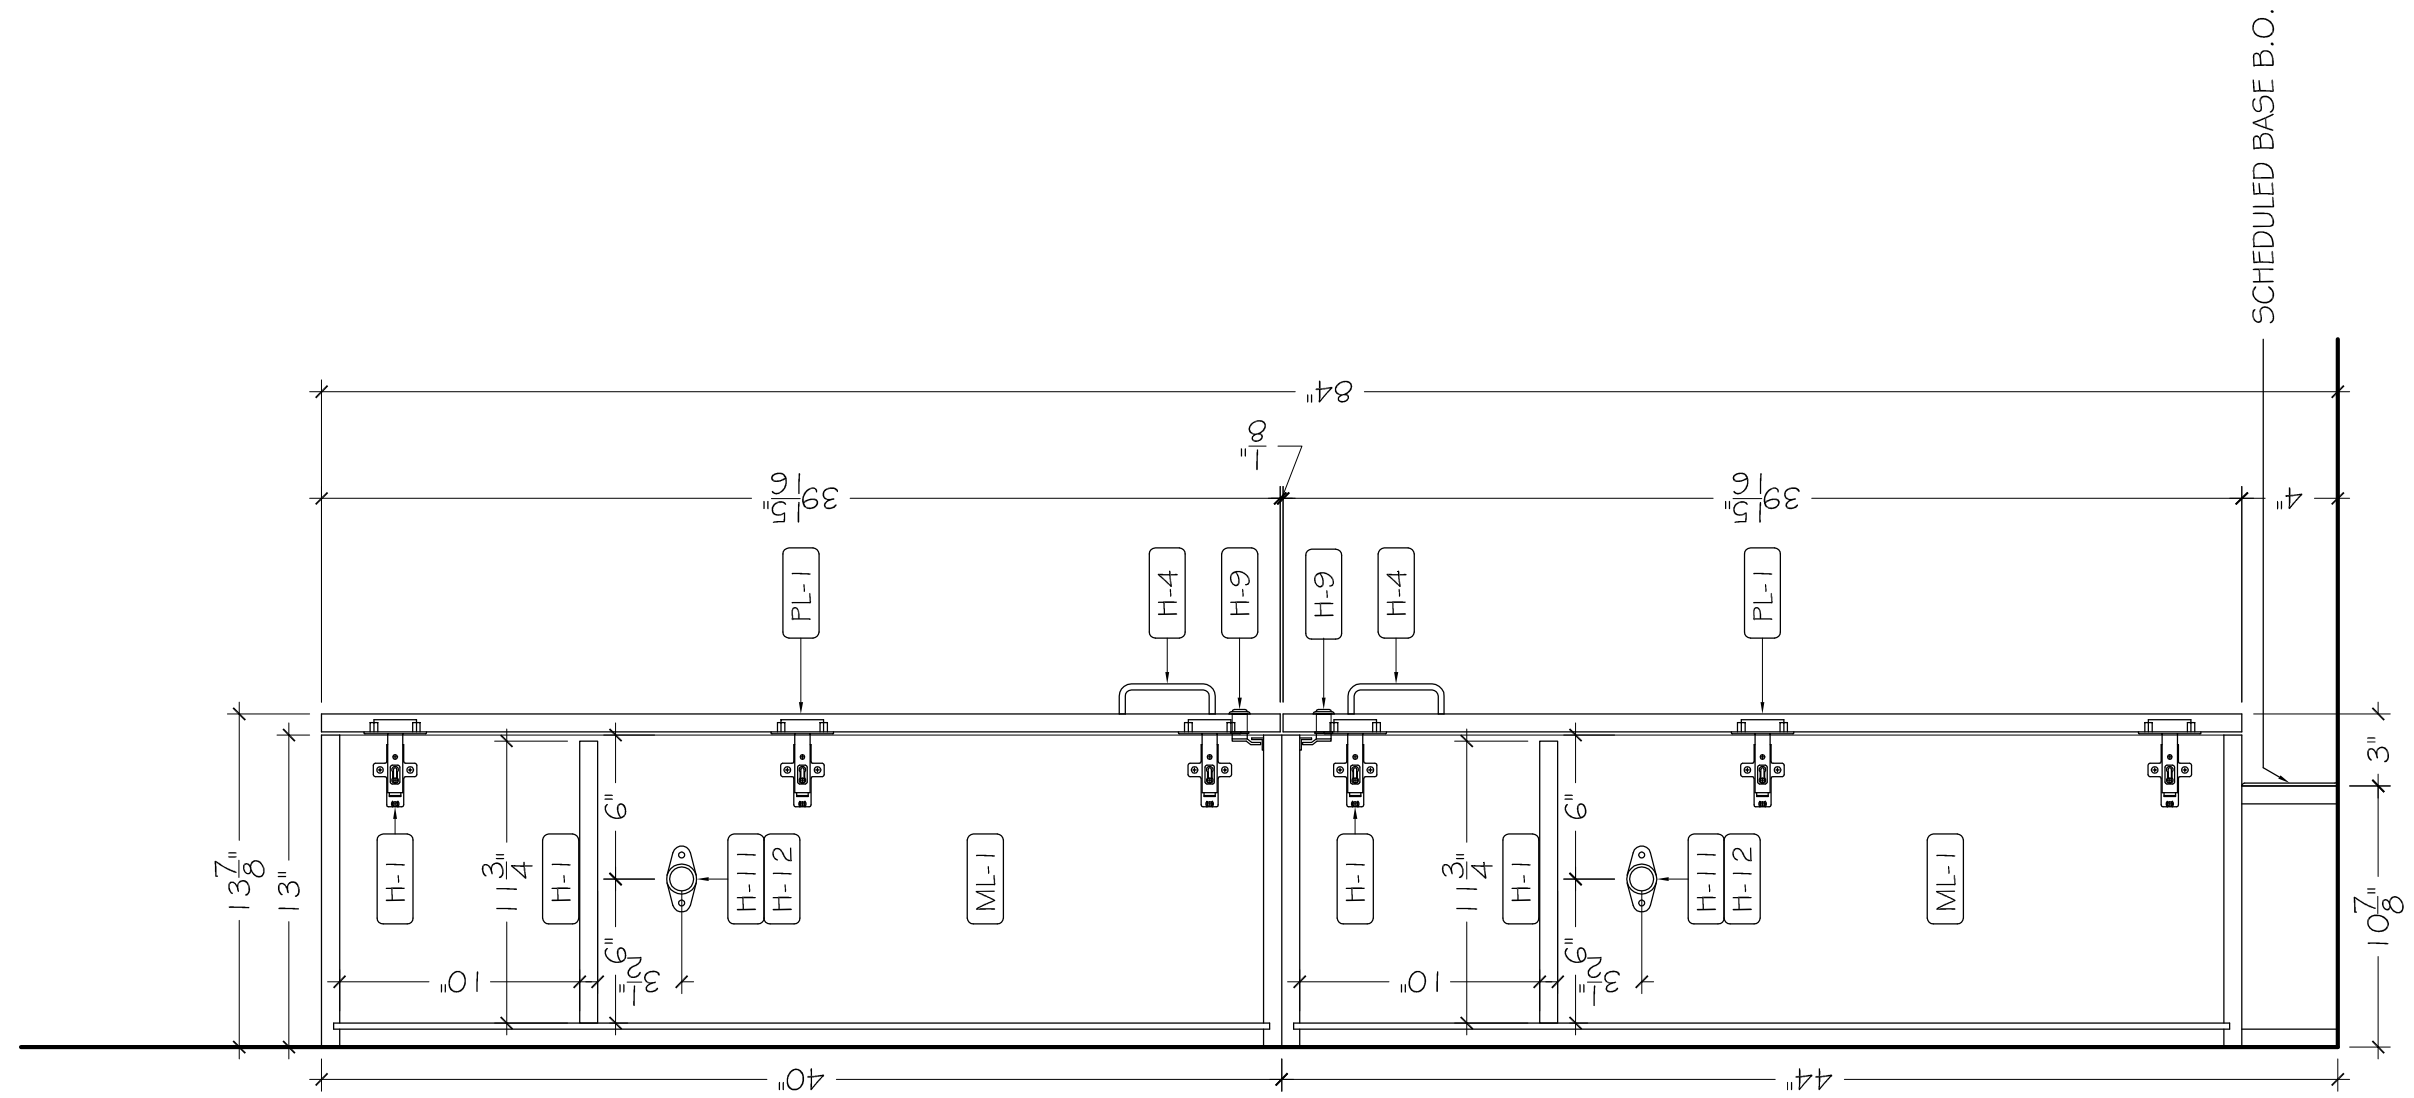 SCHEDULED BASE B.O.
84"
1/8"
39 15/16"
39 15/16"
4"
PL-1
H-4
H-9
H-9
H-4
PL-1
13 7/8"
13"
H-1
11 3/4"
H-1
6"
6"
H-11
H-12
ML-1
10"
3 1/2"
H-1
11 3/4"
H-1
6"
6"
H-11
H-12
ML-1
10"
3 1/2"
3"
10 7/8"
40"
44"